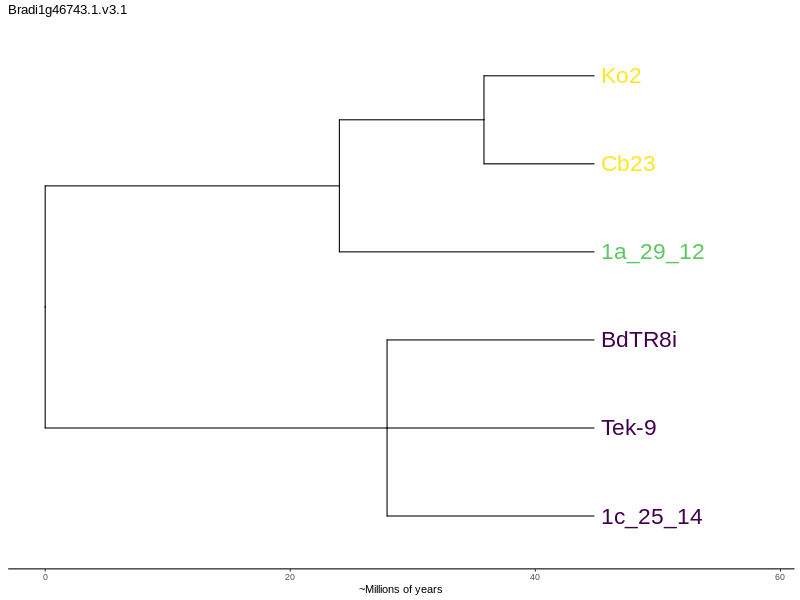 Bradi1g46743.1.v3.1
Ko2
Cb23
1a_29_12
BdTR8i
Tek-9
1c_25_14
0 20 40 60
~Millions of years